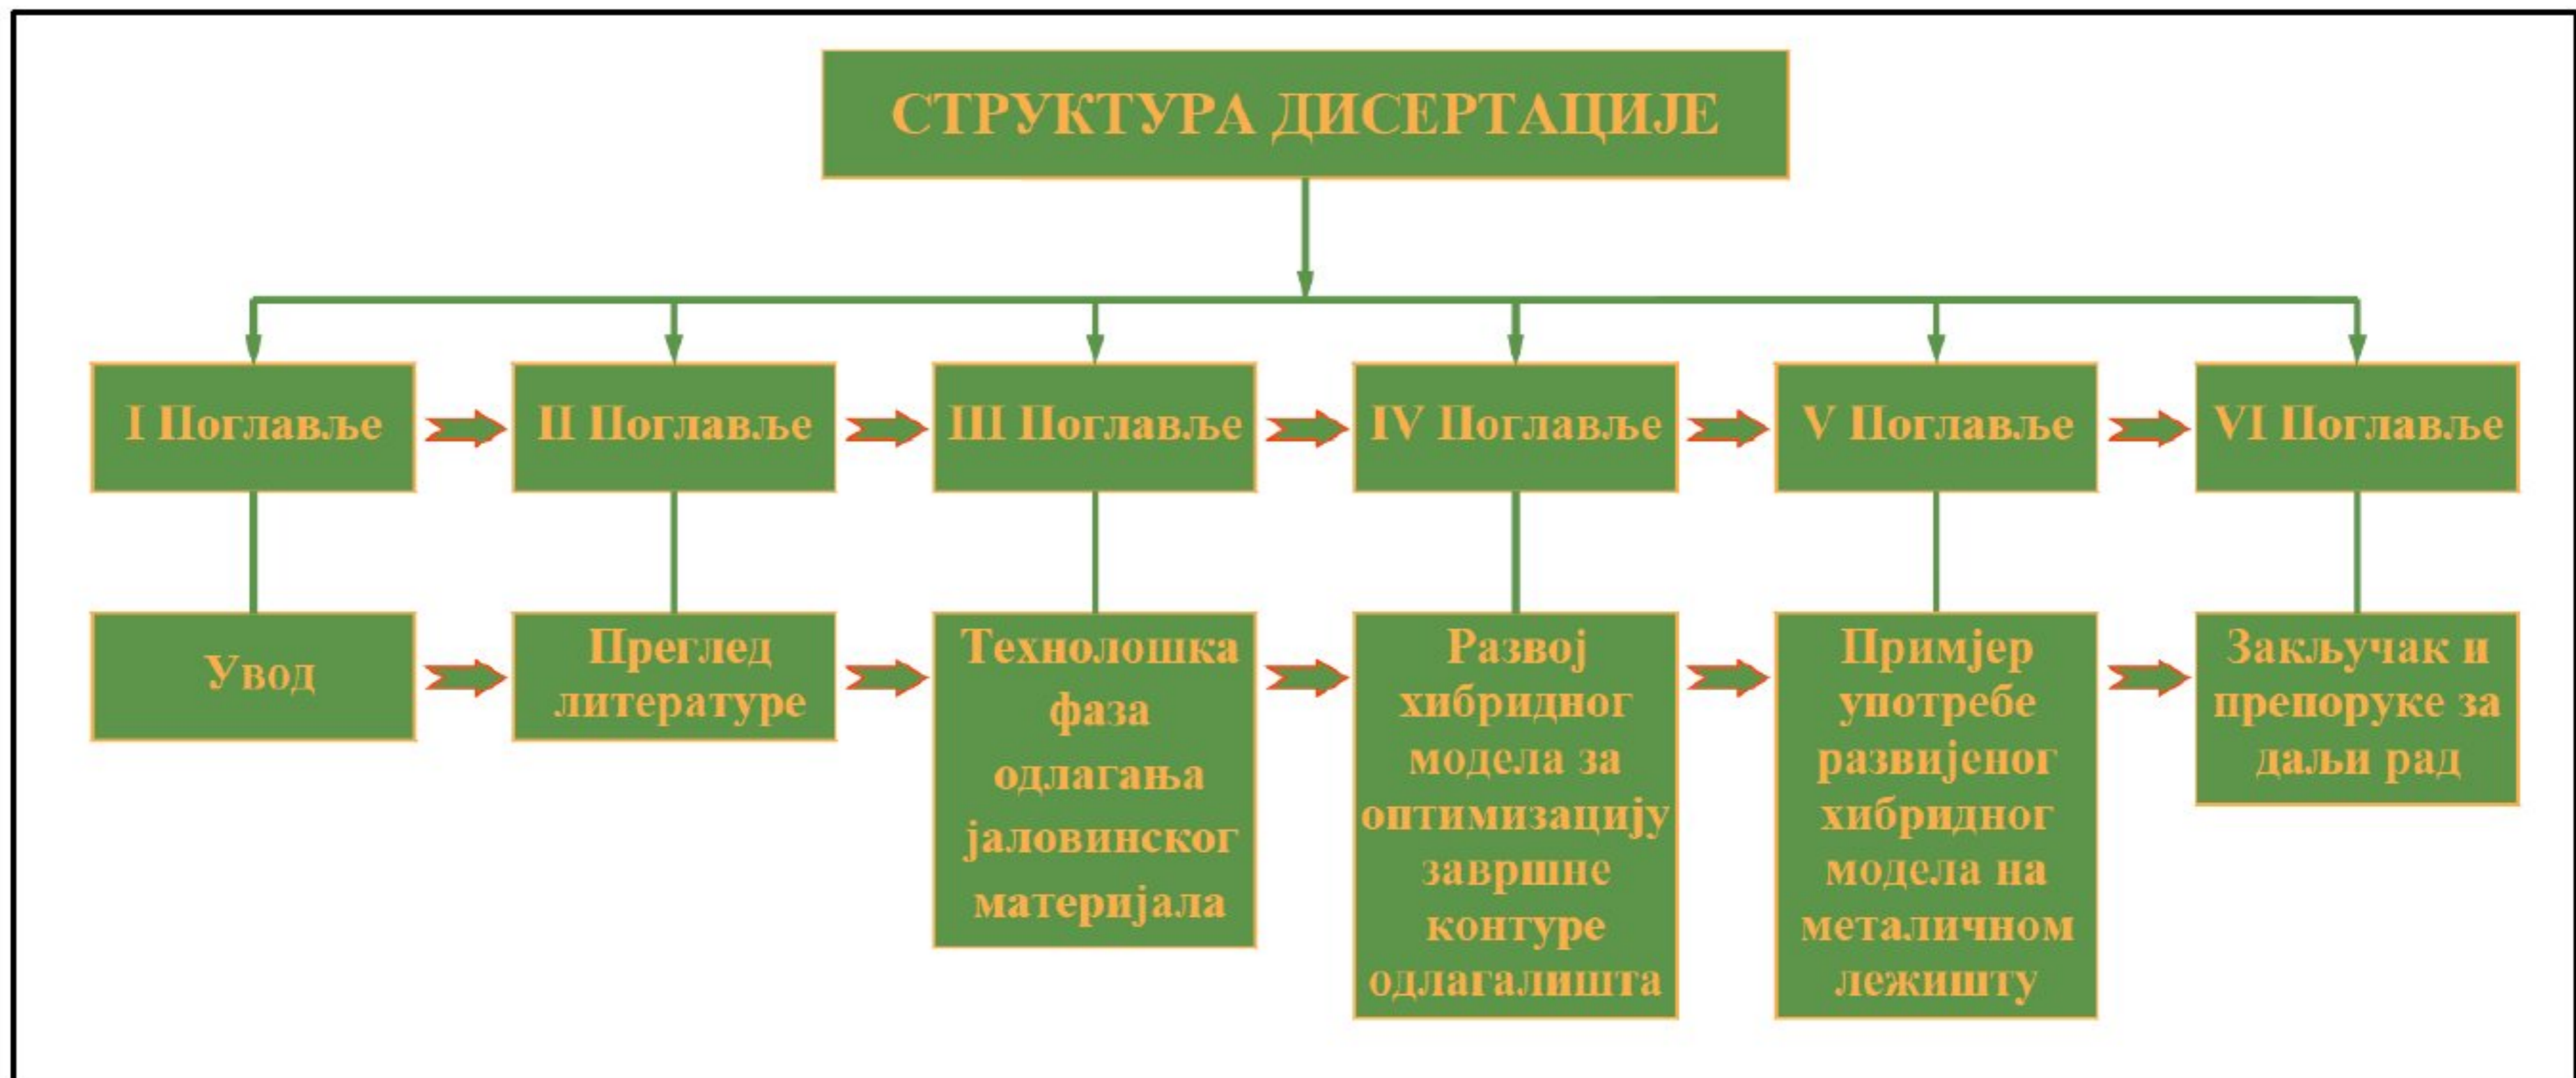 СТРУКТУРА ДИСЕРТАЦИЈЕ
I Поглавље
II Поглавље
III Поглавље
IV Поглавље
V Поглавље
VI Поглавље
Увод
Преглед
литературе
Технолошка
фаза
одлагања
јаловинског
материјала
Развој
хибридног
модела за
оптимизацију
завршне
контуре
одлагалишта
Примјер
употребе
развијеног
хибридног
модела на
металичном
лежишту
Закључак и
препоруке за
даљи рад